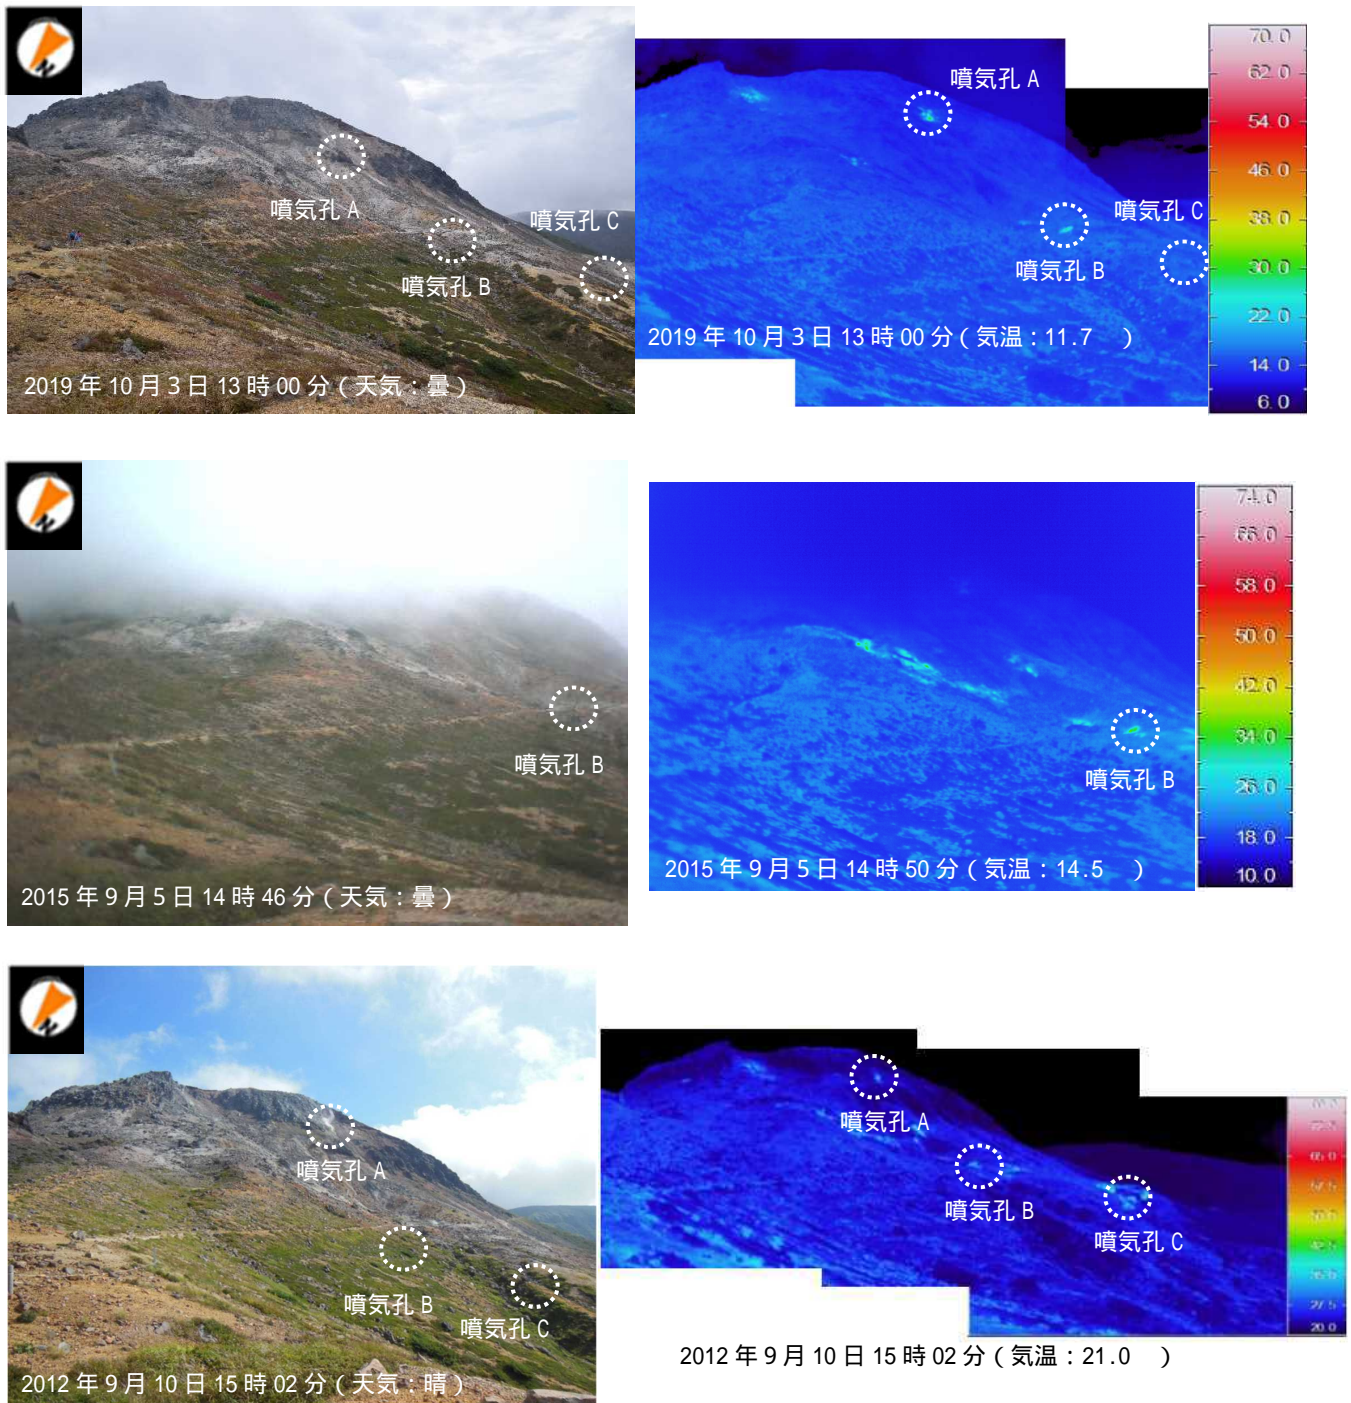 N
噴気孔 A
噴気孔 B
噴気孔 C
2019 年 10 月 3 日 13 時 00 分 ( 天気 : 曇 )
噴気孔 A
噴気孔 C
噴気孔 B
2019 年 10 月 3 日 13 時 00 分 ( 気温 : 11.7 )
70.0
62.0
54.0
46.0
38.0
30.0
22.0
14.0
6.0
N
噴気孔 B
2015 年 9 月 5 日 14 時 46 分 ( 天気 : 曇 )
噴気孔 B
2015 年 9 月 5 日 14 時 50 分 ( 気温 : 14.5 )
74.0
66.0
58.0
50.0
42.0
34.0
26.0
18.0
10.0
N
噴気孔 A
噴気孔 B
噴気孔 C
2012 年 9 月 10 日 15 時 02 分 ( 天気 : 晴 )
噴気孔 A
噴気孔 B
噴気孔 C
65.0
27.5
20.0
2012 年 9 月 10 日 15 時 02 分 ( 気温 : 21.0 )